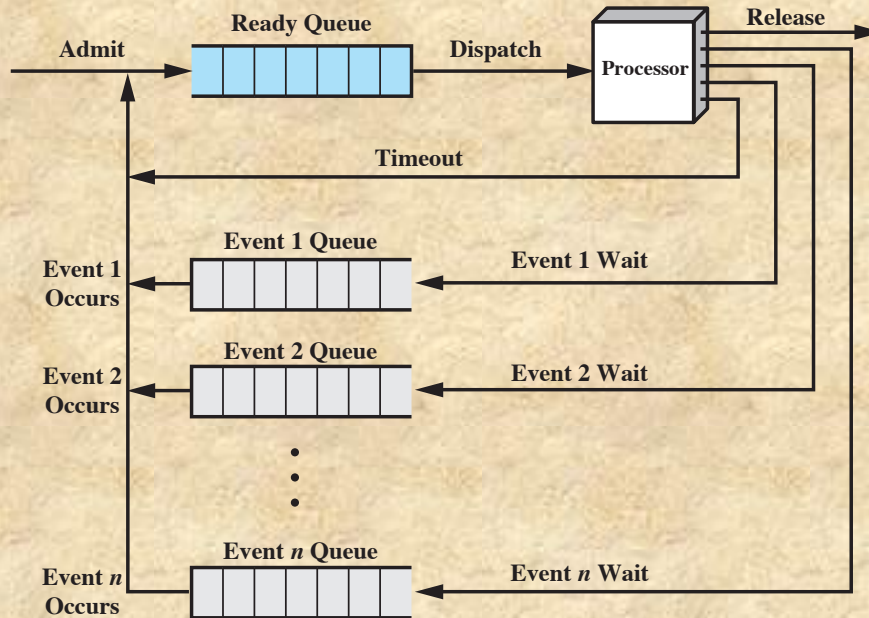 Release
Ready Queue
Admit
Dispatch
Processor
Timeout
Event 1 Queue
Event 1 Wait
Event 1
Occurs
Event 2 Queue
Event 2 Wait
Event 2
Occurs
Event n Queue
Event n Wait
Event n
Occurs